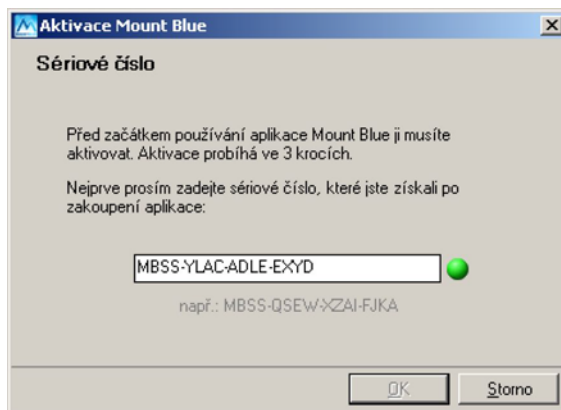 Aktivace Mount Blue
Sériové číslo
Před začátkem používání aplikace Mount Blue ji musíte
aktivovat. Aktivace probíhá ve 3 krocích.
Nejprve prosím zadejte sériové číslo, které jste získali po
zakoupení aplikace:
MBSS-YLAC-ADLE-EXYD
např.: MBSS-QSEW-XZAI-FJKA
OK Storno